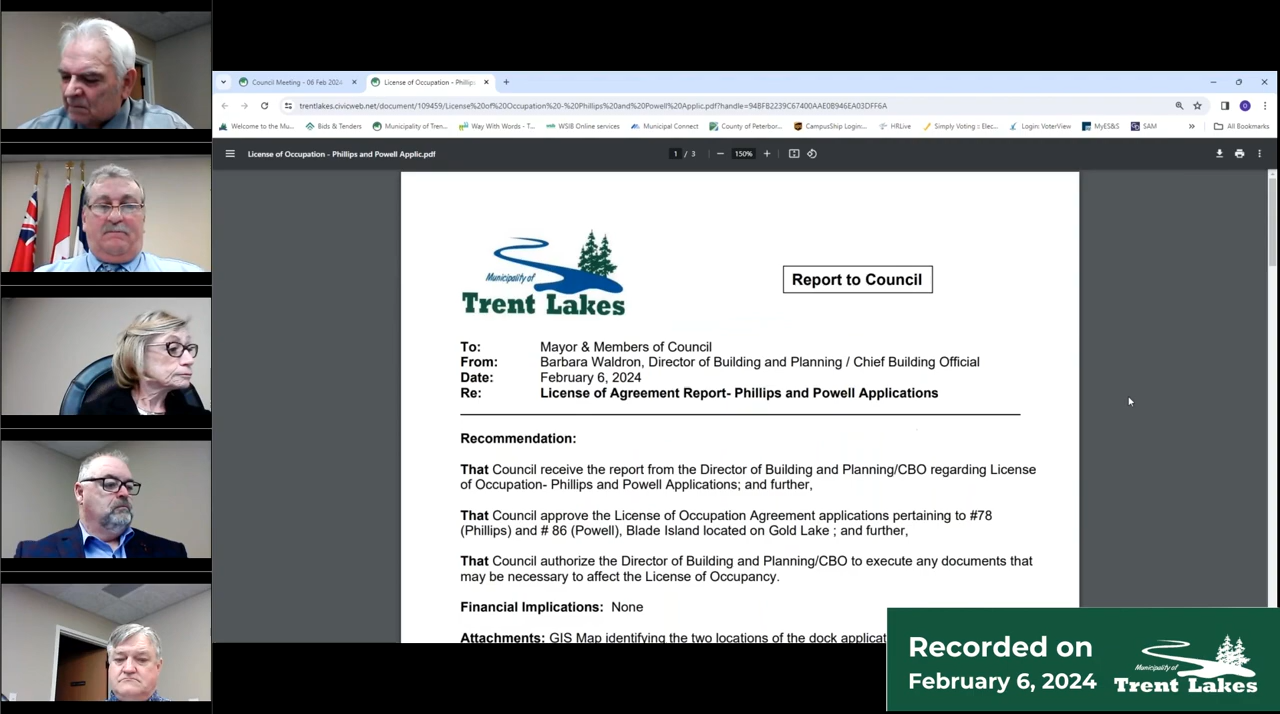 Council Meeting - 06 Feb 2024
License of Occupation - Phillip
trentlakes.civicweb.net/document/109459/License%20of%20Occupation%20-%20Phillips%20and%20Powell%20Applic.pdf?handle=94BFB2239C67400AAE0B946EA03DFF6A
Welcome to the Mu...
Bids & Tenders
Municipality of Tren...
Way With Words - T...
WSIB Online services
Municipal Connect
County of Peterbor...
CampusShip Login:...
HRLive
Simply Voting :: Elec...
Login: VoterView
MyES&S
SAM
All Bookmarks
License of Occupation - Phillips and Powell Applic.pdf
1 / 3
150%
Municipality of
Trent Lakes
Report to Council
To: Mayor & Members of Council
From: Barbara Waldron, Director of Building and Planning / Chief Building Official
Date: February 6, 2024
Re: License of Agreement Report- Phillips and Powell Applications
Recommendation:
That Council receive the report from the Director of Building and Planning/CBO regarding License
of Occupation- Phillips and Powell Applications; and further,
That Council approve the License of Occupation Agreement applications pertaining to #78
(Phillips) and # 86 (Powell), Blade Island located on Gold Lake ; and further,
That Council authorize the Director of Building and Planning/CBO to execute any documents that
may be necessary to affect the License of Occupancy.
Financial Implications: None
Attachments: GIS Map identifying the two locations of the dock applicat
Recorded on
February 6, 2024
Municipality of
Trent Lakes